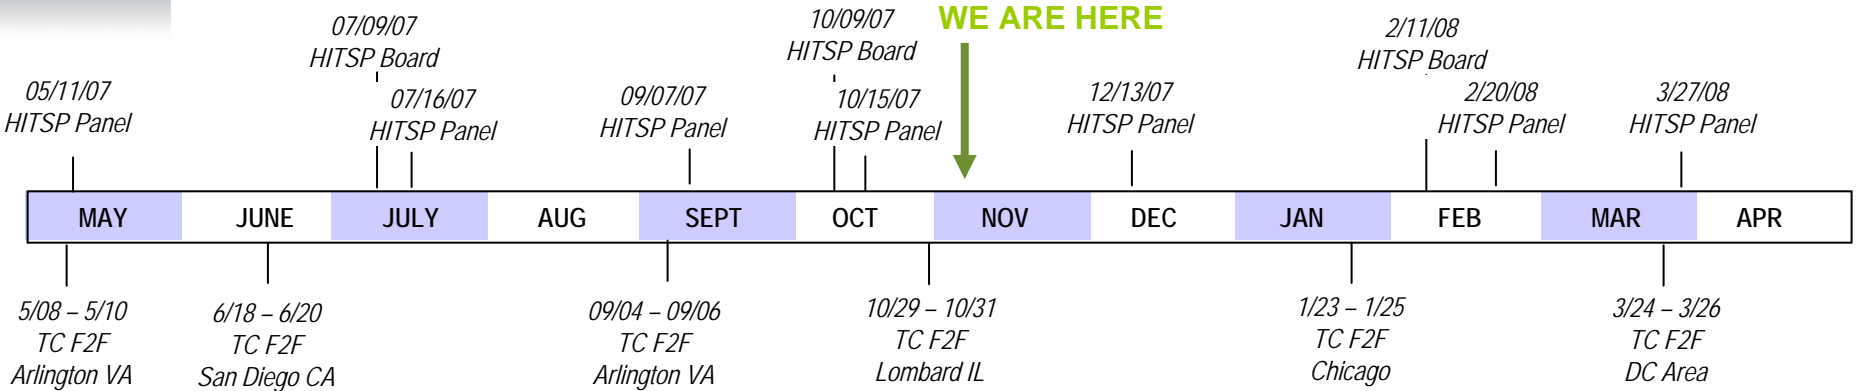 WE ARE HERE
05/11/07
HITSP Panel
07/09/07
HITSP Board
07/16/07
HITSP Panel
09/07/07
HITSP Panel
10/09/07
HITSP Board
10/15/07
HITSP Panel
12/13/07
HITSP Panel
2/11/08
HITSP Board
2/20/08
HITSP Panel
3/27/08
HITSP Panel
MAY JUNE JULY AUG SEPT OCT NOV DEC JAN FEB MAR APR
5/08 – 5/10
TC F2F
Arlington VA
6/18 – 6/20
TC F2F
San Diego CA
09/04 – 09/06
TC F2F
Arlington VA
10/29 – 10/31
TC F2F
Lombard IL
1/23 – 1/25
TC F2F
Chicago
3/24 – 3/26
TC F2F
DC Area